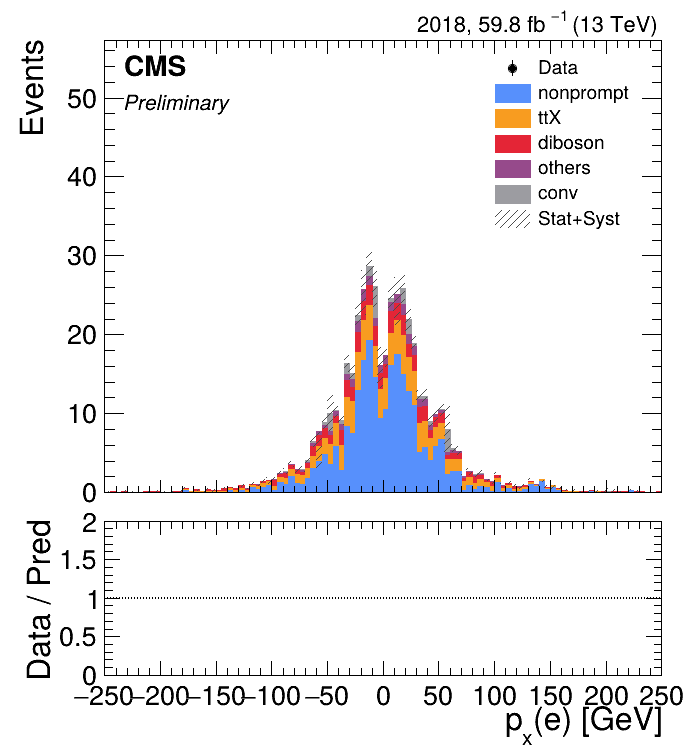 2018, 59.8 fb⁻¹ (13 TeV)
CMS
Preliminary
Events
50
40
30
20
10
0
Data
nonprompt
ttX
diboson
others
conv
Stat+Syst
Data / Pred
2
1.5
1
0.5
0
−250 −200 −150 −100 −50 0 50 100 150 200 250
pₓ(e) [GeV]